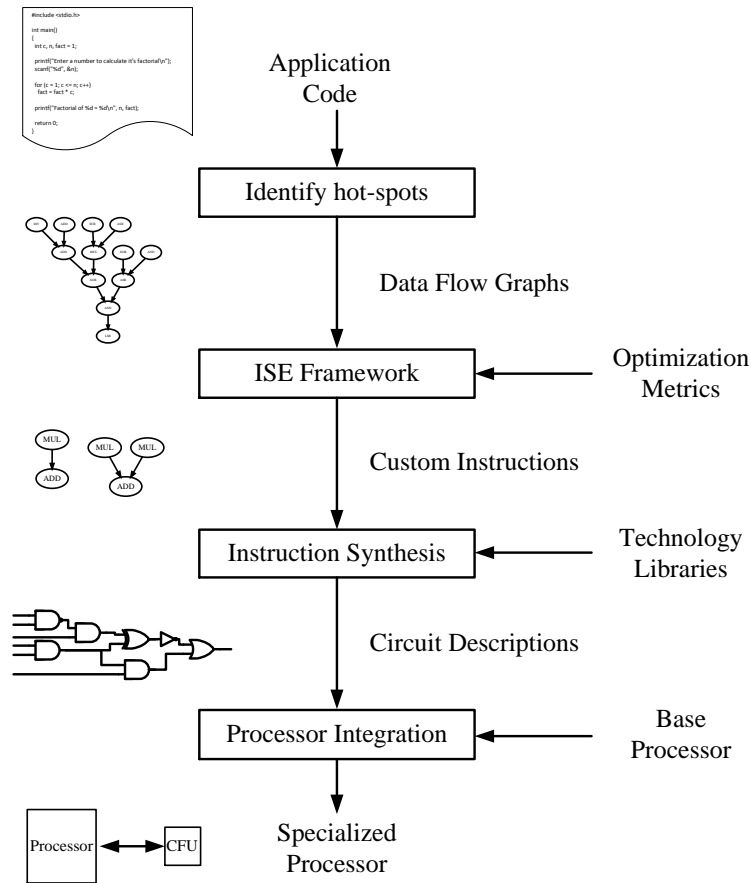 #include <stdio.h>
int main()
{
int c, n, fact = 1;
printf("Enter a number to calculate it's factorial\n");
scanf("%d", &n);
for (c = 1; c <= n; c++)
fact = fact * c;
printf("Factorial of %d = %d\n", n, fact);
return 0;
}
Application
Code
Identify hot-spots
Data Flow Graphs
ISE Framework
Optimization
Metrics
MUL
MUL
MUL
ADD
ADD
Custom Instructions
Instruction Synthesis
Technology
Libraries
Circuit Descriptions
Processor Integration
Base
Processor
Processor
CFU
Specialized
Processor